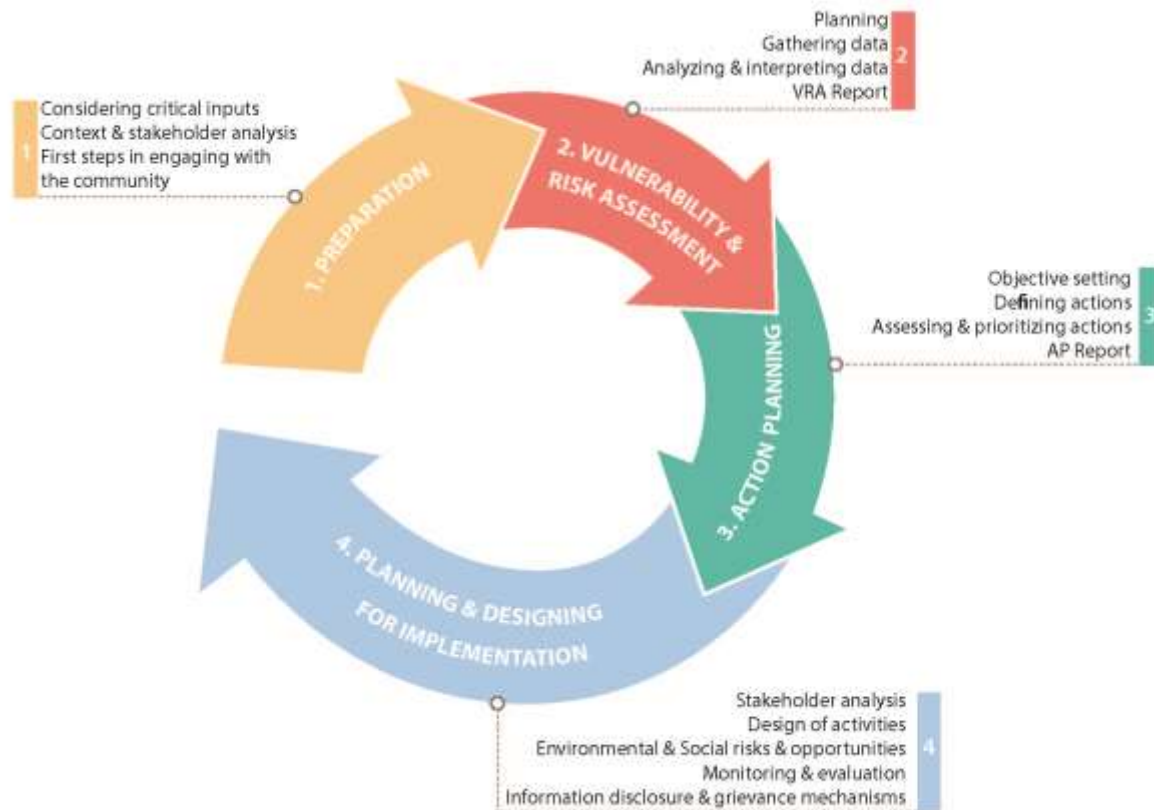 1
Considering critical inputs
Context & stakeholder analysis
First steps in engaging with
the community
Planning
Gathering data
Analyzing & interpreting data
VRA Report
2
1. PREPARATION
2. VULNERABILITY &
RISK ASSESSMENT
Objective setting
Defining actions
Assessing & prioritizing actions
AP Report
3
3. ACTION PLANNING
4. PLANNING & DESIGNING
FOR IMPLEMENTATION
Stakeholder analysis
Design of activities
Environmental & Social risks & opportunities
Monitoring & evaluation
Information disclosure & grievance mechanisms
4